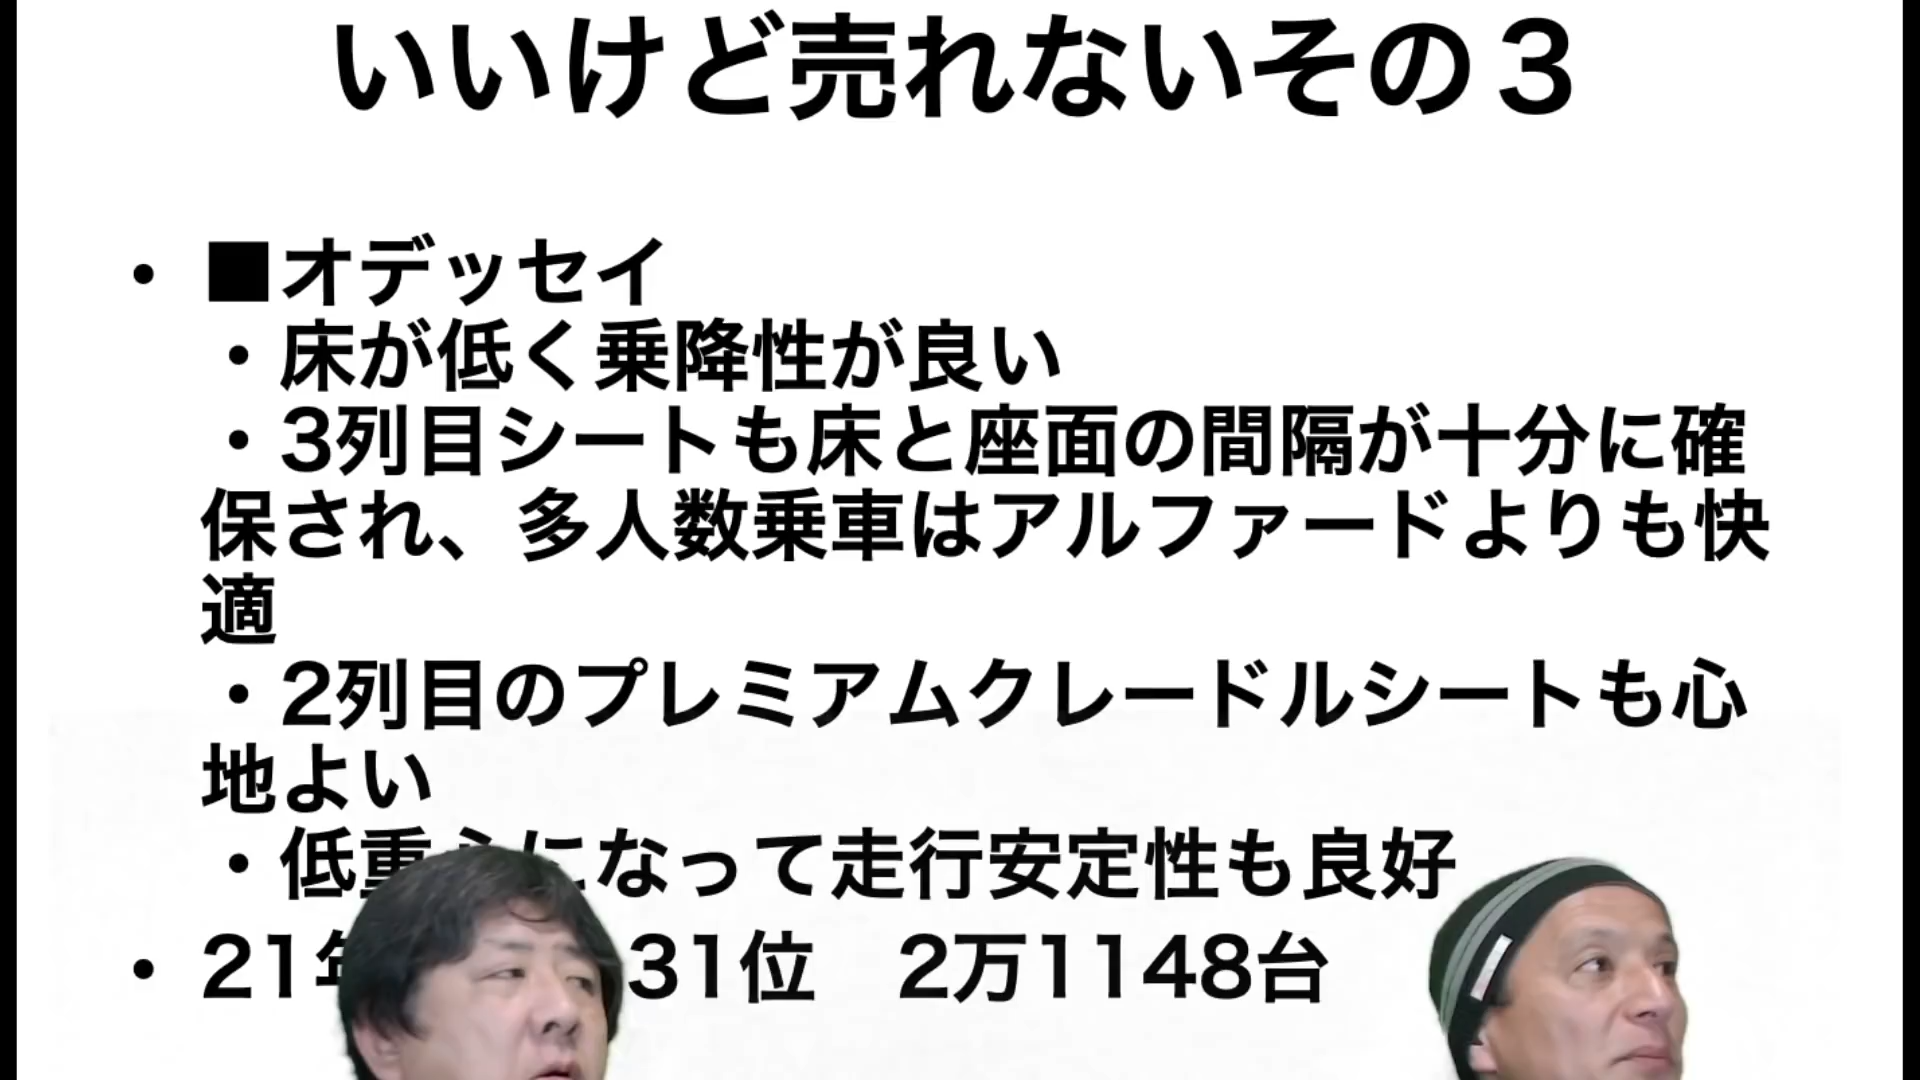 いいけど売れないその３
• ■オデッセイ
・床が低く乗降性が良い
・3列目シートも床と座面の間隔が十分に確
保され、多人数乗車はアルファードよりも快
適
・2列目のプレミアムクレードルシートも心
地よい
・低重心になって走行安定性も良好
• 21年 31位　2万1148台